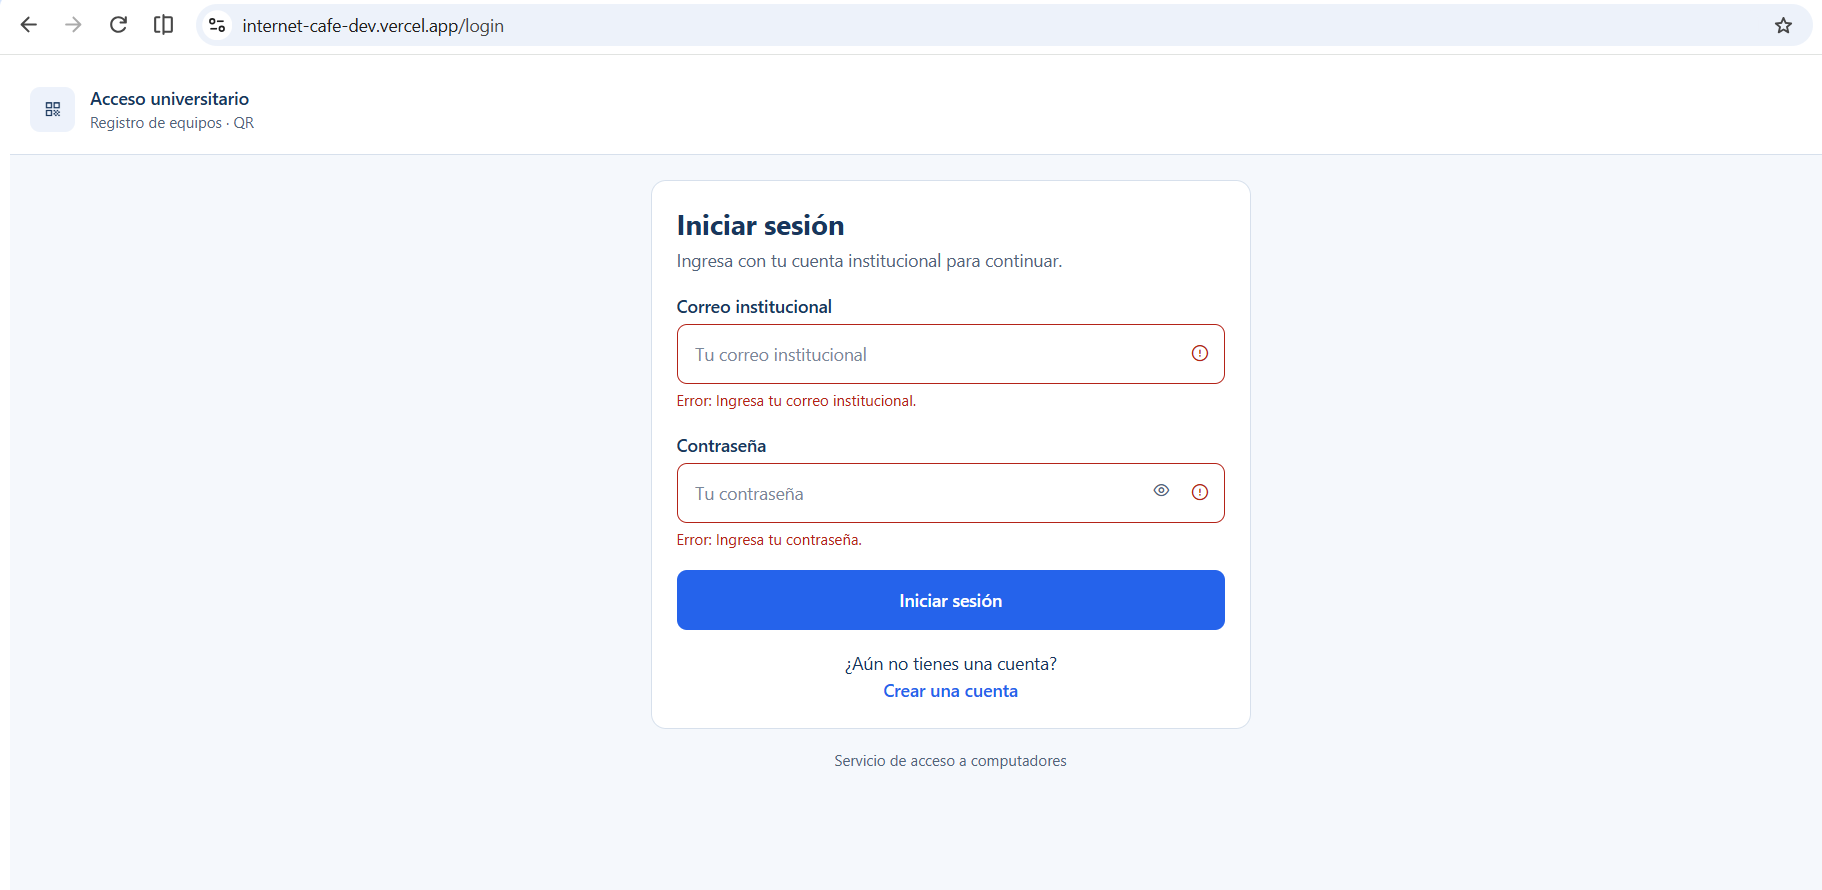 internet-cafe-dev.vercel.app/login
Acceso universitario
Registro de equipos · QR
Iniciar sesión
Ingresa con tu cuenta institucional para continuar.
Correo institucional
Tu correo institucional
Error: Ingresa tu correo institucional.
Contraseña
Tu contraseña
Error: Ingresa tu contraseña.
Iniciar sesión
¿Aún no tienes una cuenta?
Crear una cuenta
Servicio de acceso a computadores